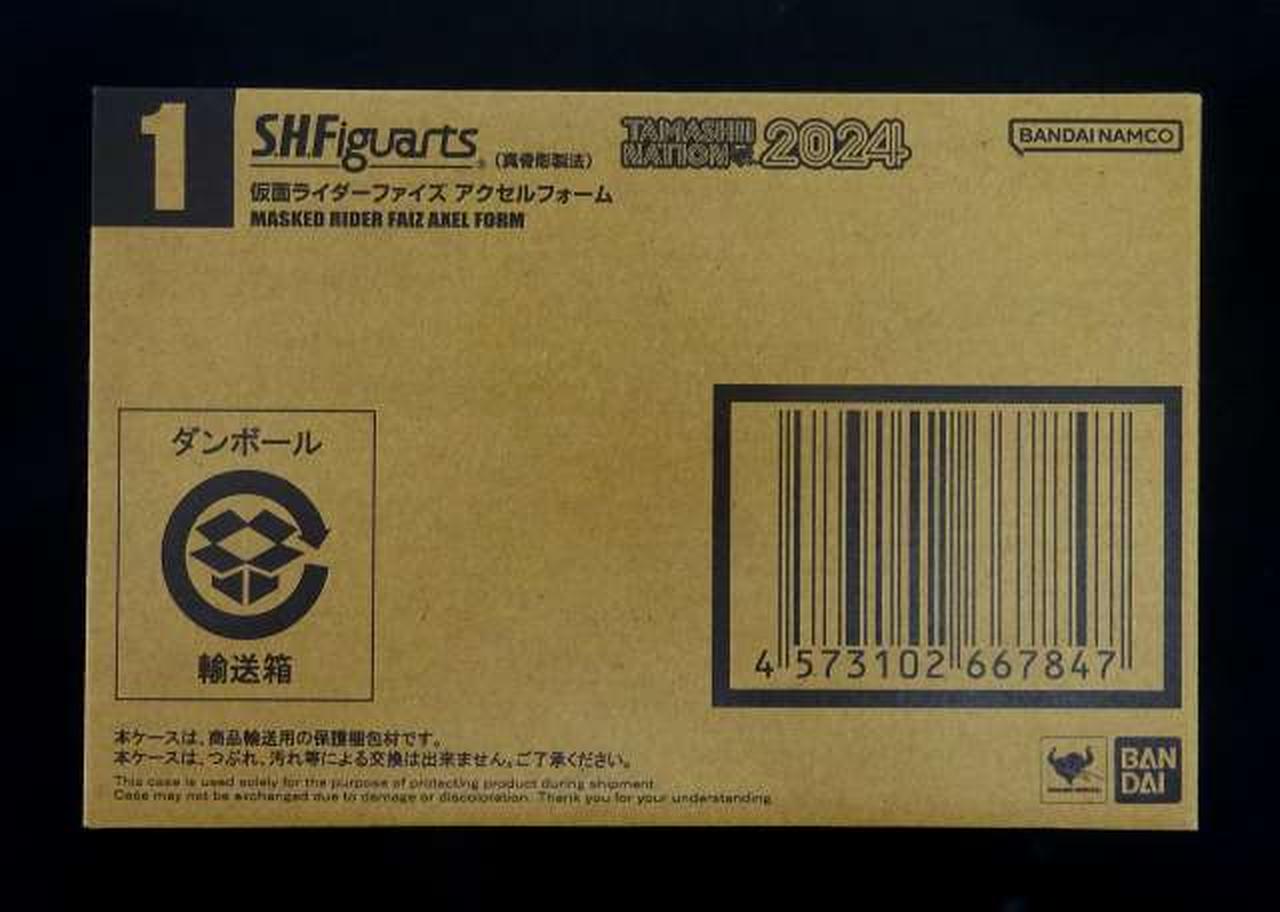 1
S.H.Figuarts (真骨彫製法)
TAMASHII NATION 2024
BANDAI NAMCO
仮面ライダーファイズ アクセルフォーム
MASKED RIDER FAIZ AXEL FORM
ダンボール
輸送箱
4 573102 667847
本ケースは、商品輸送用の保護梱包材です。
本ケースは、つぶれ、汚れ等による交換は出来ません。ご了承ください。
This case is used solely for the purpose of protecting product during shipment.
Case may not be exchanged due to damage or discoloration. Thank you for your understanding.
BAN
DAI